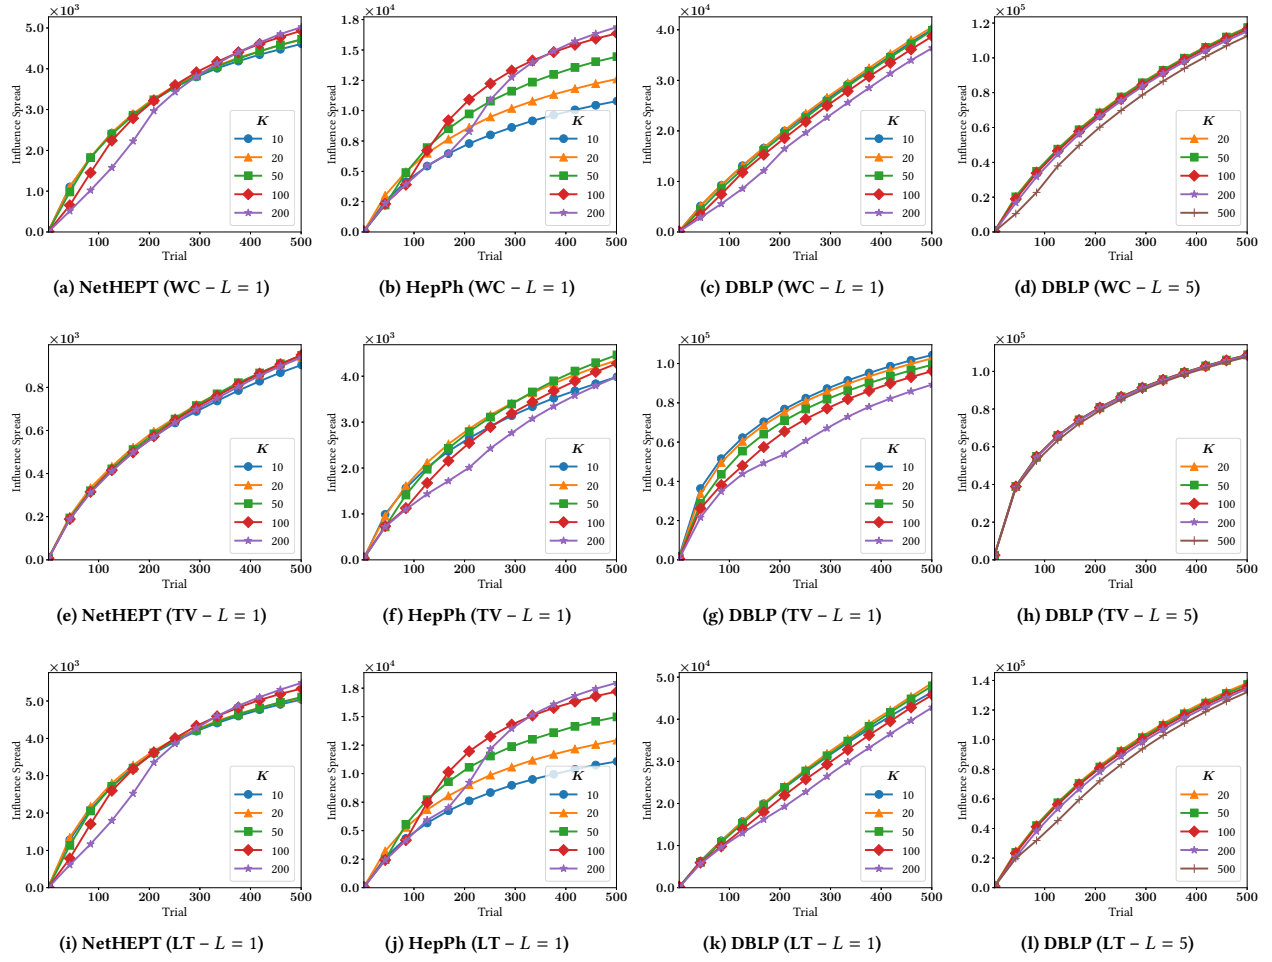 ×10³
Influence Spread
5.0
4.0
3.0
2.0
1.0
0.0
K
10
20
50
100
200
100 200 300 400 500
Trial
(a) NetHEPT (WC – L = 1)
×10⁴
Influence Spread
1.8
1.5
1.2
1.0
0.8
0.5
0.2
0.0
K
10
20
50
100
200
100 200 300 400 500
Trial
(b) HepPh (WC – L = 1)
×10⁴
Influence Spread
4.0
3.0
2.0
1.0
0.0
K
10
20
50
100
200
100 200 300 400 500
Trial
(c) DBLP (WC – L = 1)
×10⁵
Influence Spread
1.2
1.0
0.8
0.6
0.4
0.2
0.0
K
20
50
100
200
500
100 200 300 400 500
Trial
(d) DBLP (WC – L = 5)
×10³
Influence Spread
0.8
0.6
0.4
0.2
0.0
K
10
20
50
100
200
100 200 300 400 500
Trial
(e) NetHEPT (TV – L = 1)
×10³
Influence Spread
4.0
3.0
2.0
1.0
0.0
K
10
20
50
100
200
100 200 300 400 500
Trial
(f) HepPh (TV – L = 1)
×10⁵
Influence Spread
1.0
0.8
0.6
0.4
0.2
0.0
K
10
20
50
100
200
100 200 300 400 500
Trial
(g) DBLP (TV – L = 1)
×10⁵
Influence Spread
1.0
0.8
0.6
0.4
0.2
0.0
K
20
50
100
200
500
100 200 300 400 500
Trial
(h) DBLP (TV – L = 5)
×10³
Influence Spread
5.0
4.0
3.0
2.0
1.0
0.0
K
10
20
50
100
200
100 200 300 400 500
Trial
(i) NetHEPT (LT – L = 1)
×10⁴
Influence Spread
1.8
1.5
1.2
1.0
0.8
0.5
0.2
0.0
K
10
20
50
100
200
100 200 300 400 500
Trial
(j) HepPh (LT – L = 1)
×10⁴
Influence Spread
5.0
4.0
3.0
2.0
1.0
0.0
K
10
20
50
100
200
100 200 300 400 500
Trial
(k) DBLP (LT – L = 1)
×10⁵
Influence Spread
1.4
1.2
1.0
0.8
0.6
0.4
0.2
0.0
K
20
50
100
200
500
100 200 300 400 500
Trial
(l) DBLP (LT – L = 5)